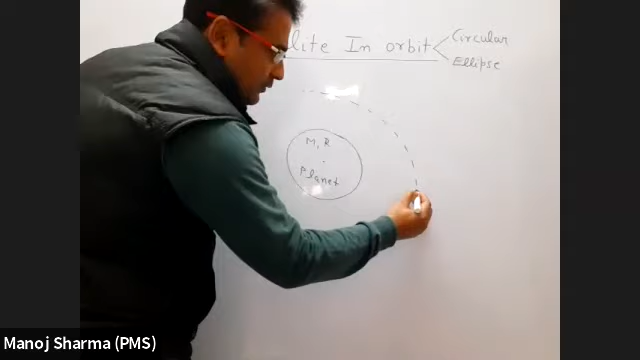 lite In orbit
Circular
Ellipse
M, R
Planet
Manoj Sharma (PMS)